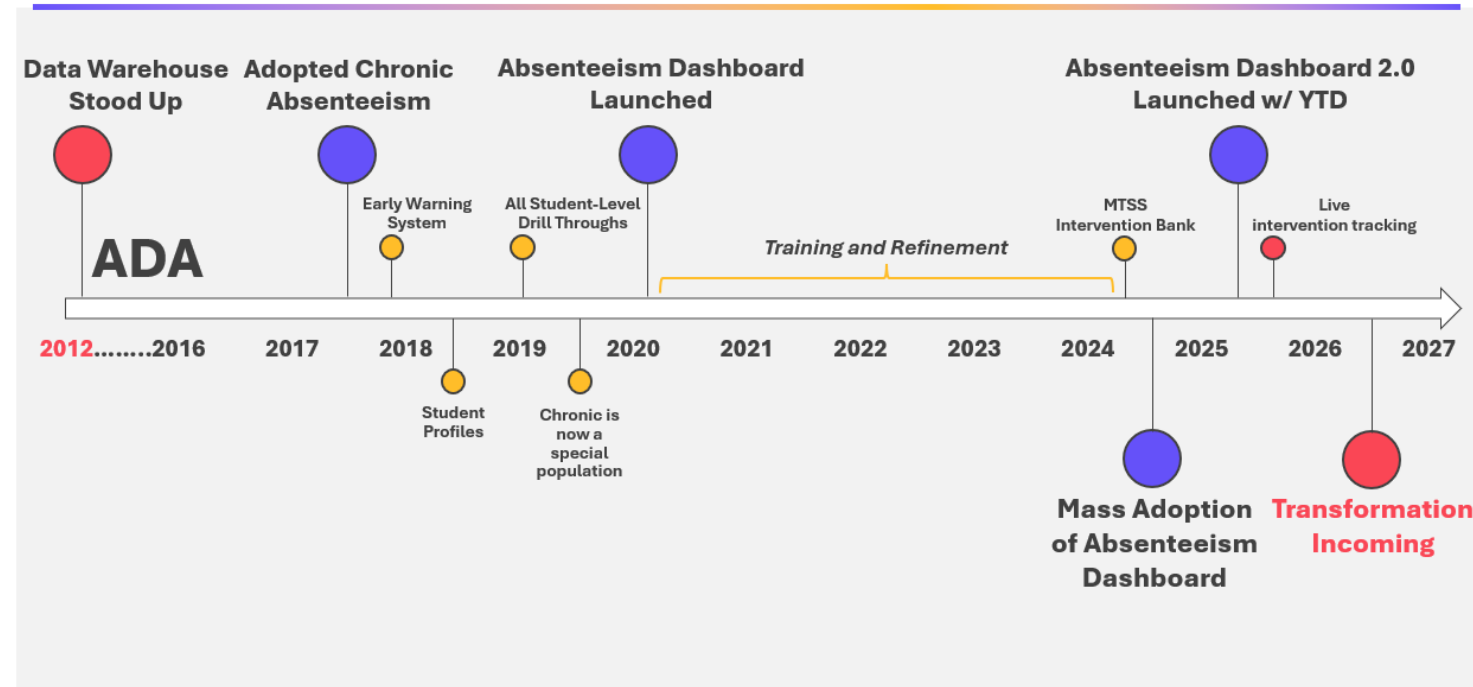 Data Warehouse
Stood Up
Adopted Chronic
Absenteeism
Absenteeism Dashboard
Launched
Absenteeism Dashboard 2.0
Launched w/ YTD
Early Warning
System
All Student-Level
Drill Throughs
MTSS
Intervention Bank
Live
intervention tracking
ADA
Training and Refinement
2012........2016 2017 2018 2019 2020 2021 2022 2023 2024 2025 2026 2027
Student
Profiles
Chronic is
now a
special
population
Mass Adoption
of Absenteeism
Dashboard
Transformation
Incoming